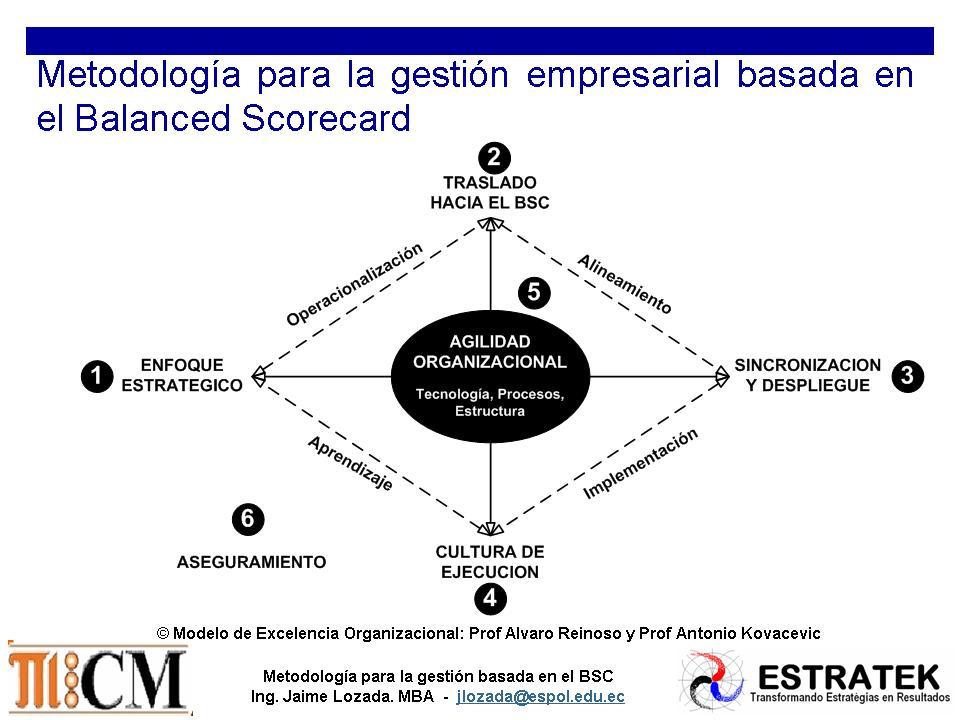 Metodología para la gestión empresarial basada en
el Balanced Scorecard
2
TRASLADO
HACIA EL BSC
Operacionalización
Alineamiento
5
AGILIDAD
ORGANIZACIONAL
Tecnología, Procesos,
Estructura
1
ENFOQUE
ESTRATEGICO
SINCRONIZACION
Y DESPLIEGUE
3
Aprendizaje
Implementación
6
ASEGURAMIENTO
CULTURA DE
EJECUCION
4
© Modelo de Excelencia Organizacional: Prof Alvaro Reinoso y Prof Antonio Kovacevic
Metodología para la gestión basada en el BSC
Ing. Jaime Lozada. MBA - jlozada@espol.edu.ec
CM
ESTRATEK
Transformando Estratégias en Resultados